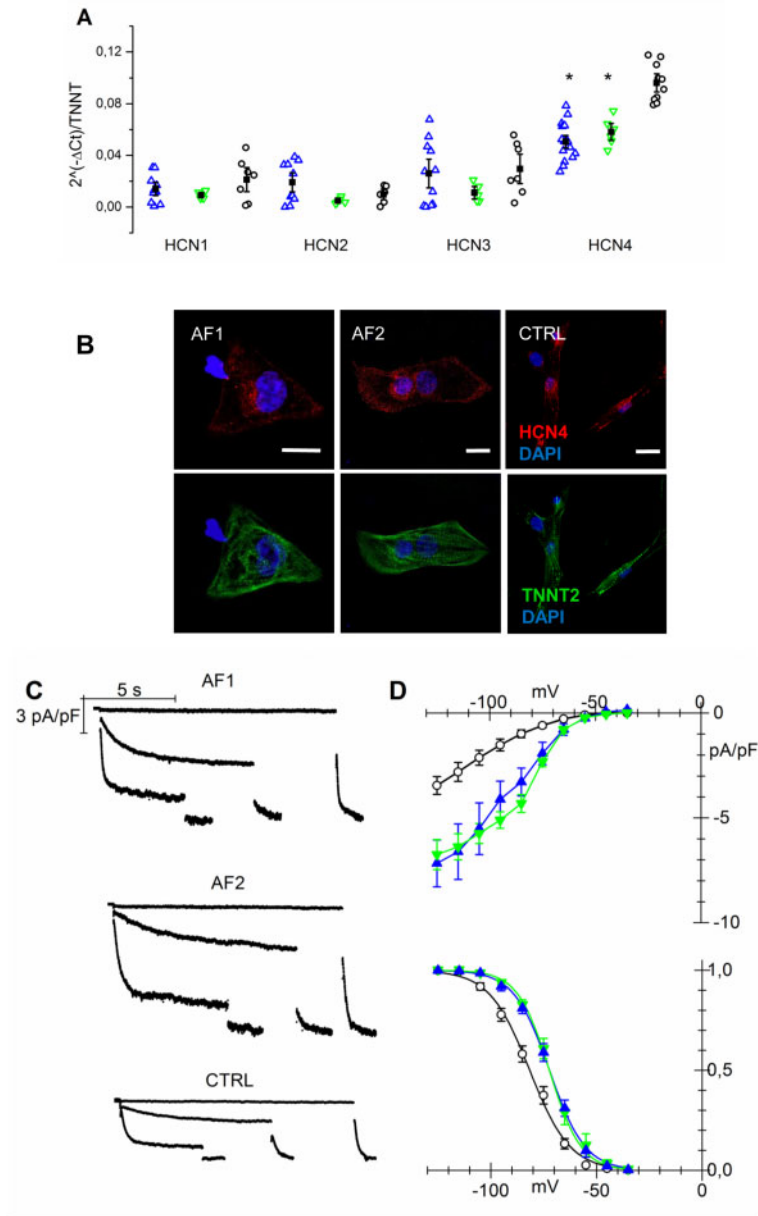 A
2^(-ΔCt)/TNNT
0,12
* *
0,08
0,04
0,00
HCN1 HCN2 HCN3 HCN4
B
AF1 AF2 CTRL
HCN4
DAPI
TNNT2
DAPI
C
5 s
AF1
3 pA/pF
AF2
CTRL
D
mV
-100 -50 0
0
pA/pF
-5
-10
1,0
0,5
0,0
-100 mV -50